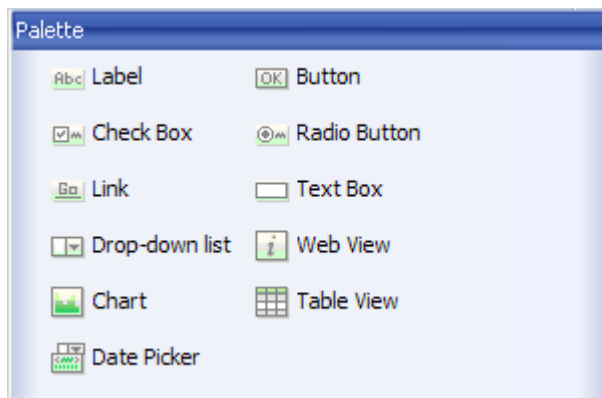 Palette
Abc Label OK Button
Check Box Radio Button
Go Link Text Box
Drop-down list i Web View
Chart Table View
Date Picker